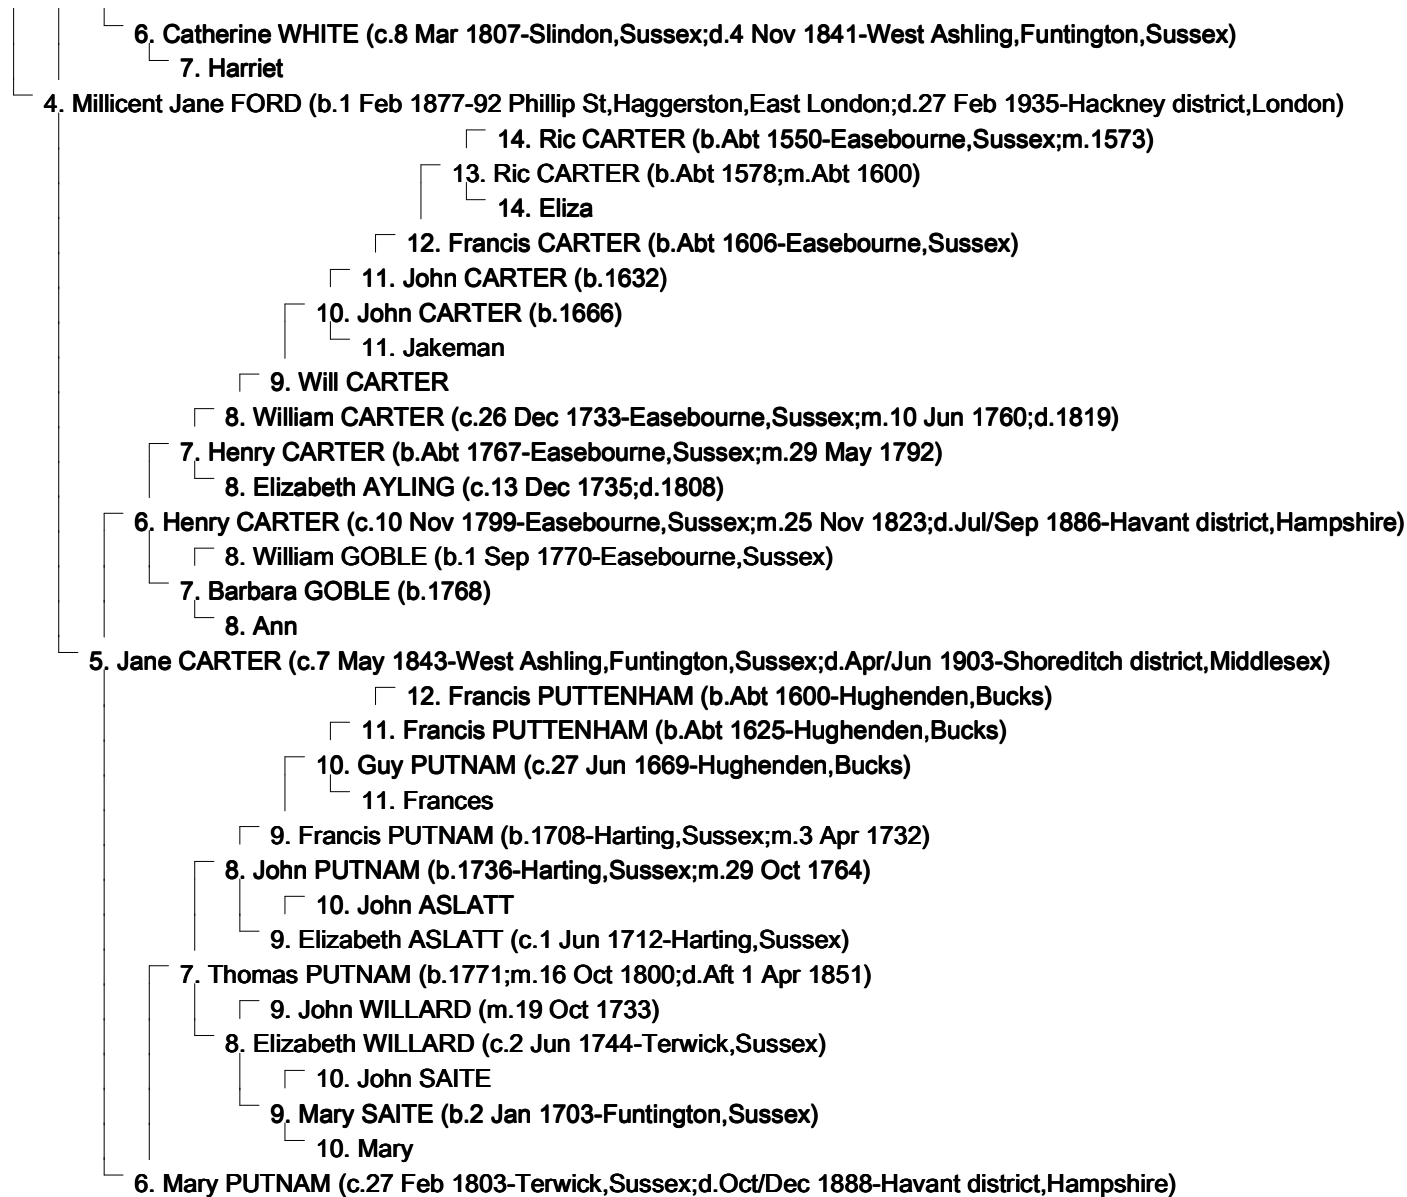 6. Catherine WHITE (c.8 Mar 1807-Slindon,Sussex;d.4 Nov 1841-West Ashling,Funtington,Sussex)
7. Harriet
4. Millicent Jane FORD (b.1 Feb 1877-92 Phillip St,Haggerston,East London;d.27 Feb 1935-Hackney district,London)
14. Ric CARTER (b.Abt 1550-Easebourne,Sussex;m.1573)
13. Ric CARTER (b.Abt 1578;m.Abt 1600)
14. Eliza
12. Francis CARTER (b.Abt 1606-Easebourne,Sussex)
11. John CARTER (b.1632)
10. John CARTER (b.1666)
11. Jakeman
9. Will CARTER
8. William CARTER (c.26 Dec 1733-Easebourne,Sussex;m.10 Jun 1760;d.1819)
7. Henry CARTER (b.Abt 1767-Easebourne,Sussex;m.29 May 1792)
8. Elizabeth AYLING (c.13 Dec 1735;d.1808)
6. Henry CARTER (c.10 Nov 1799-Easebourne,Sussex;m.25 Nov 1823;d.Jul/Sep 1886-Havant district,Hampshire)
8. William GOBLE (b.1 Sep 1770-Easebourne,Sussex)
7. Barbara GOBLE (b.1768)
8. Ann
5. Jane CARTER (c.7 May 1843-West Ashling,Funtington,Sussex;d.Apr/Jun 1903-Shoreditch district,Middlesex)
12. Francis PUTTENHAM (b.Abt 1600-Hughenden,Bucks)
11. Francis PUTTENHAM (b.Abt 1625-Hughenden,Bucks)
10. Guy PUTNAM (c.27 Jun 1669-Hughenden,Bucks)
11. Frances
9. Francis PUTNAM (b.1708-Harting,Sussex;m.3 Apr 1732)
8. John PUTNAM (b.1736-Harting,Sussex;m.29 Oct 1764)
10. John ASLATT
9. Elizabeth ASLATT (c.1 Jun 1712-Harting,Sussex)
7. Thomas PUTNAM (b.1771;m.16 Oct 1800;d.Aft 1 Apr 1851)
9. John WILLARD (m.19 Oct 1733)
8. Elizabeth WILLARD (c.2 Jun 1744-Terwick,Sussex)
10. John SAITE
9. Mary SAITE (b.2 Jan 1703-Funtington,Sussex)
10. Mary
6. Mary PUTNAM (c.27 Feb 1803-Terwick,Sussex;d.Oct/Dec 1888-Havant district,Hampshire)